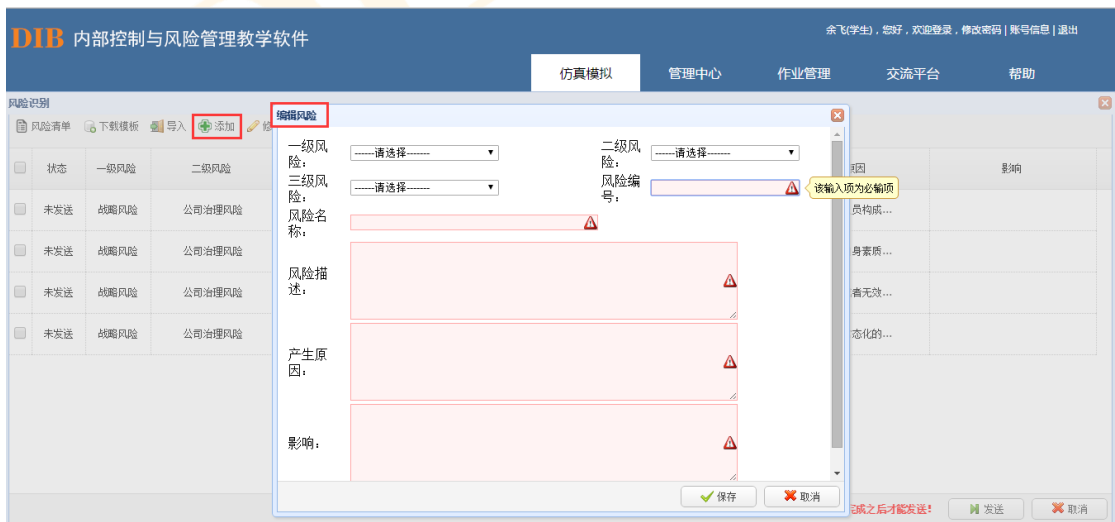 DIB 内部控制与风险管理教学软件
余飞(学生)，您好，欢迎登录，修改密码 | 账号信息 | 退出
仿真模拟 管理中心 作业管理 交流平台 帮助
风险识别
风险清单 下载模板 导入 添加 修
编辑风险
一级风险： ------请选择------- 二级风险： ------请选择-------
三级风险： ------请选择------- 风险编号： 该输入项为必输项
风险名称：
风险描述：
产生原因：
影响：
保存 取消
状态 一级风险 二级风险 因 影响
未发送 战略风险 公司治理风险 员构成...
未发送 战略风险 公司治理风险 身素质...
未发送 战略风险 公司治理风险 者无效...
未发送 战略风险 公司治理风险 态化的...
完成之后才能发送! 发送 取消